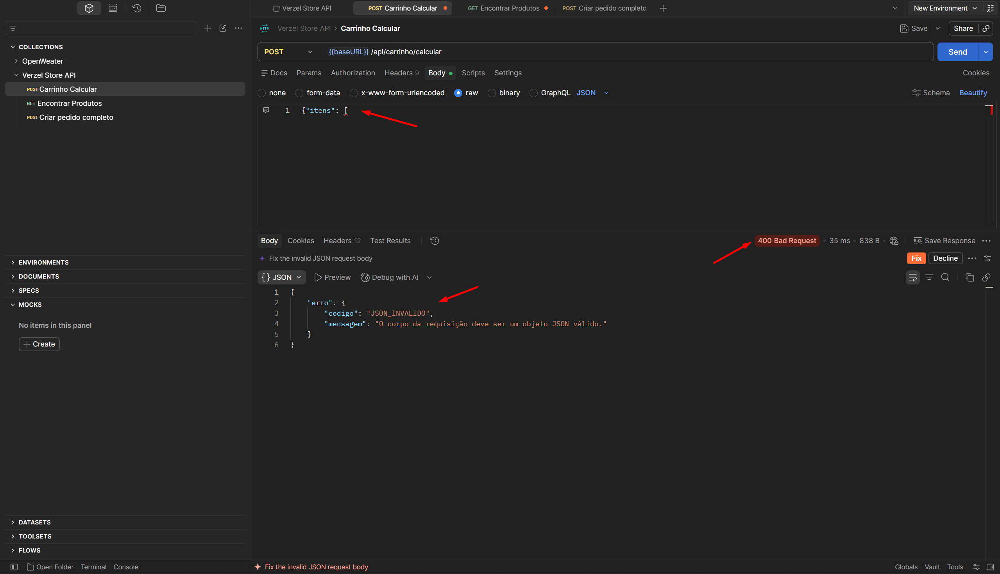 Verzel Store API
POST Carrinho Calcular
GET Encontrar Produtos
POST Criar pedido completo
New Environment
HTTP Verzel Store API > Carrinho Calcular
Save
Share
COLLECTIONS
OpenWeater
Verzel Store API
POST Carrinho Calcular
GET Encontrar Produtos
POST Criar pedido completo
POST {{baseURL}} /api/carrinho/calcular
Send
Docs Params Authorization Headers 9 Body Scripts Settings
Cookies
none form-data x-www-form-urlencoded raw binary GraphQL JSON
Schema Beautify
1 {"itens": [
Body Cookies Headers 12 Test Results
400 Bad Request • 35 ms • 838 B
e.g. Save Response
Fix the invalid JSON request body
Fix Decline
{} JSON Preview Debug with AI
1 {
2 "erro": {
3 "codigo": "JSON_INVALIDO",
4 "mensagem": "O corpo da requisição deve ser um objeto JSON válido."
5 }
6 }
ENVIRONMENTS
DOCUMENTS
SPECS
MOCKS
No items in this panel
+ Create
DATASETS
TOOLSETS
FLOWS
Open Folder Terminal Console
Fix the invalid JSON request body
Globals Vault Tools